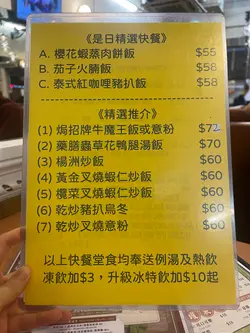 《是日精選快餐》
A. 櫻花蝦蒸肉餅飯 $55
B. 茄子火腩飯 $58
C. 泰式紅咖哩豬扒飯 $58
《精選推介》
(1) 焗招牌牛魔王飯或意粉 $72
(2) 藥膳蟲草花鴨腿湯飯 $70
(3) 楊洲炒飯 $60
(4) 黃金叉燒蝦仁炒飯 $60
(5) 欖菜叉燒蝦仁炒飯 $60
(6) 乾炒豬扒烏冬 $60
(7) 乾炒叉燒意粉 $60
以上快餐堂食均奉送例湯及熱飲
凍飲加$3，升級冰特飲加$10起